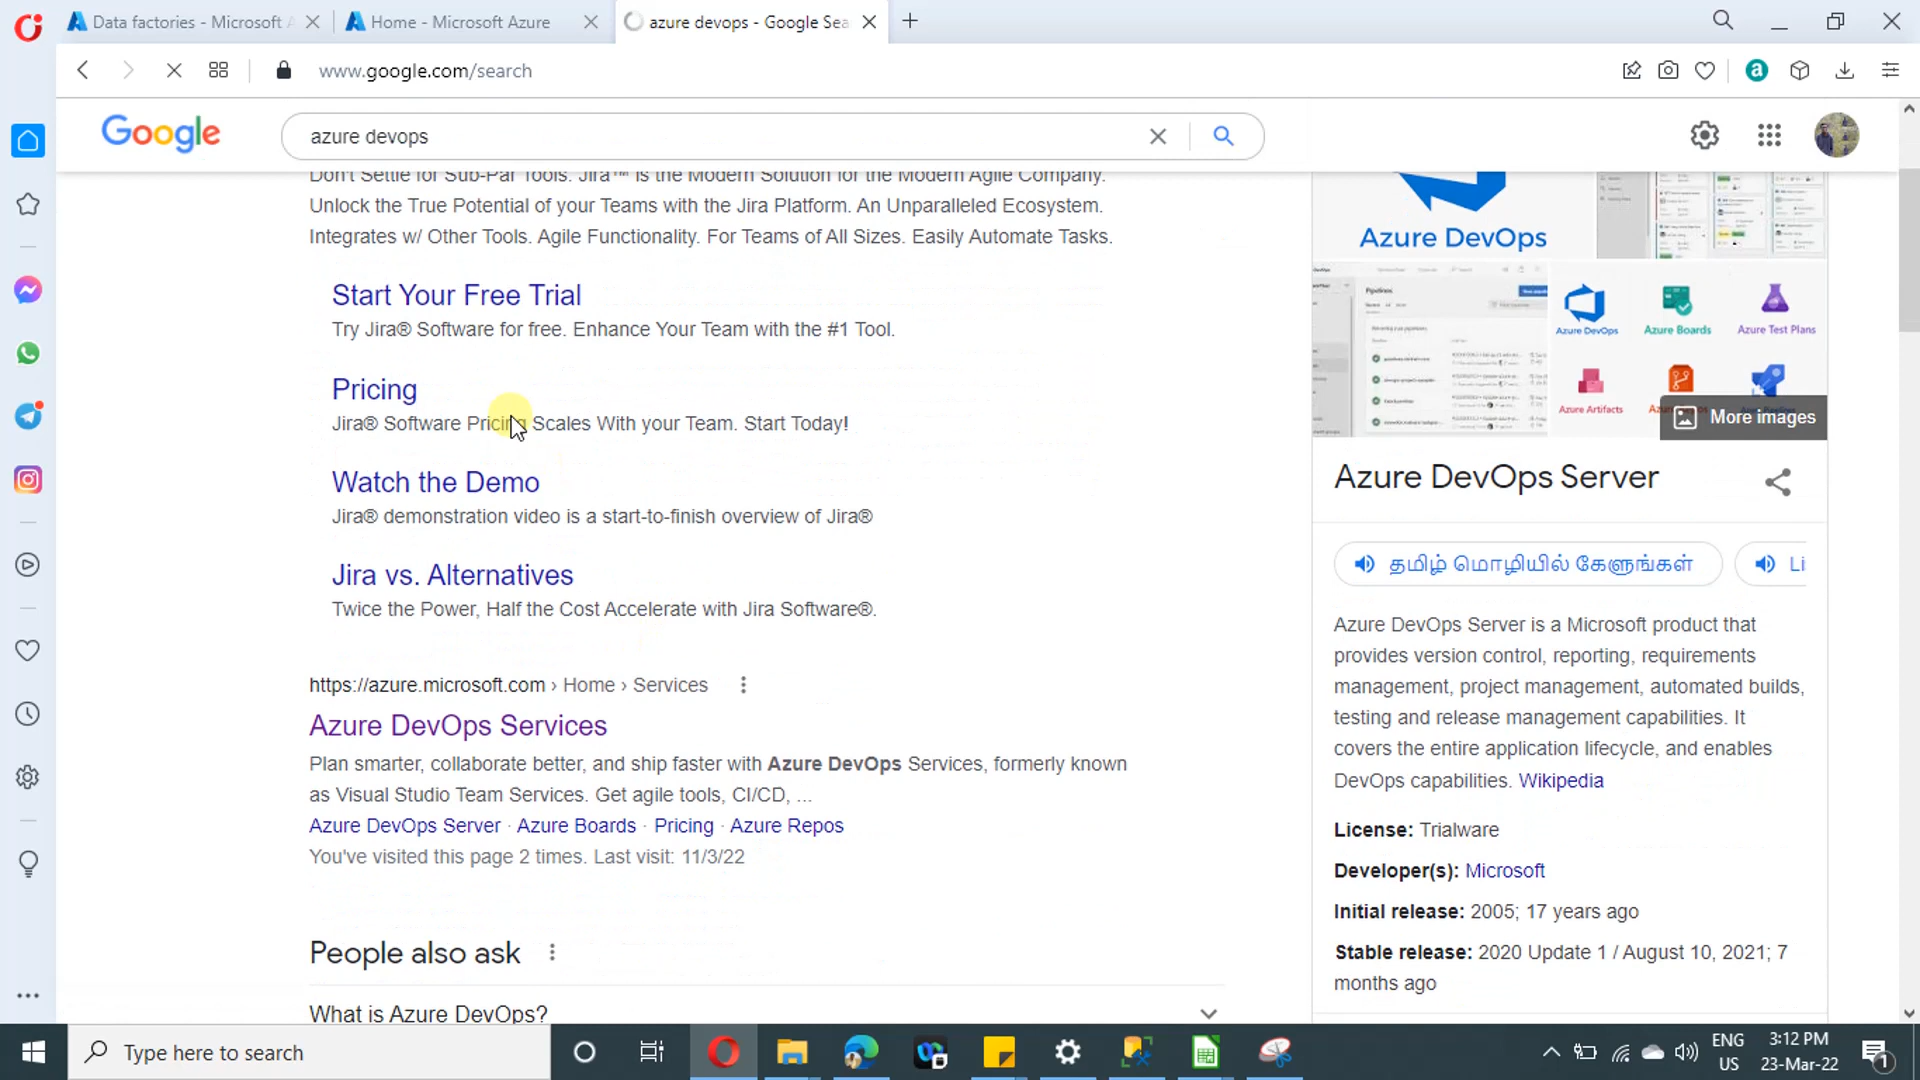 Data factories - Microsoft A
Home - Microsoft Azure
azure devops - Google Sea
www.google.com/search
Google
azure devops
Don't Settle for Sub-Par Tools. Jira™ is the Modern Solution for the Modern Agile Company.
Unlock the True Potential of your Teams with the Jira Platform. An Unparalleled Ecosystem.
Integrates w/ Other Tools. Agile Functionality. For Teams of All Sizes. Easily Automate Tasks.
Start Your Free Trial
Try Jira® Software for free. Enhance Your Team with the #1 Tool.
Pricing
Jira® Software Pricing Scales With your Team. Start Today!
Watch the Demo
Jira® demonstration video is a start-to-finish overview of Jira®
Jira vs. Alternatives
Twice the Power, Half the Cost Accelerate with Jira Software®.
https://azure.microsoft.com › Home › Services
Azure DevOps Services
Plan smarter, collaborate better, and ship faster with Azure DevOps Services, formerly known
as Visual Studio Team Services. Get agile tools, CI/CD, ...
Azure DevOps Server · Azure Boards · Pricing · Azure Repos
You've visited this page 2 times. Last visit: 11/3/22
People also ask
What is Azure DevOps?
Azure DevOps
Pipelines
Azure DevOps
Azure Boards
Azure Test Plans
Azure Artifacts
More images
Azure DevOps Server
தமிழ் மொழியில் கேளுங்கள்
Li
Azure DevOps Server is a Microsoft product that
provides version control, reporting, requirements
management, project management, automated builds,
testing and release management capabilities. It
covers the entire application lifecycle, and enables
DevOps capabilities. Wikipedia
License: Trialware
Developer(s): Microsoft
Initial release: 2005; 17 years ago
Stable release: 2020 Update 1 / August 10, 2021; 7
months ago
Type here to search
ENG
US
3:12 PM
23-Mar-22
1